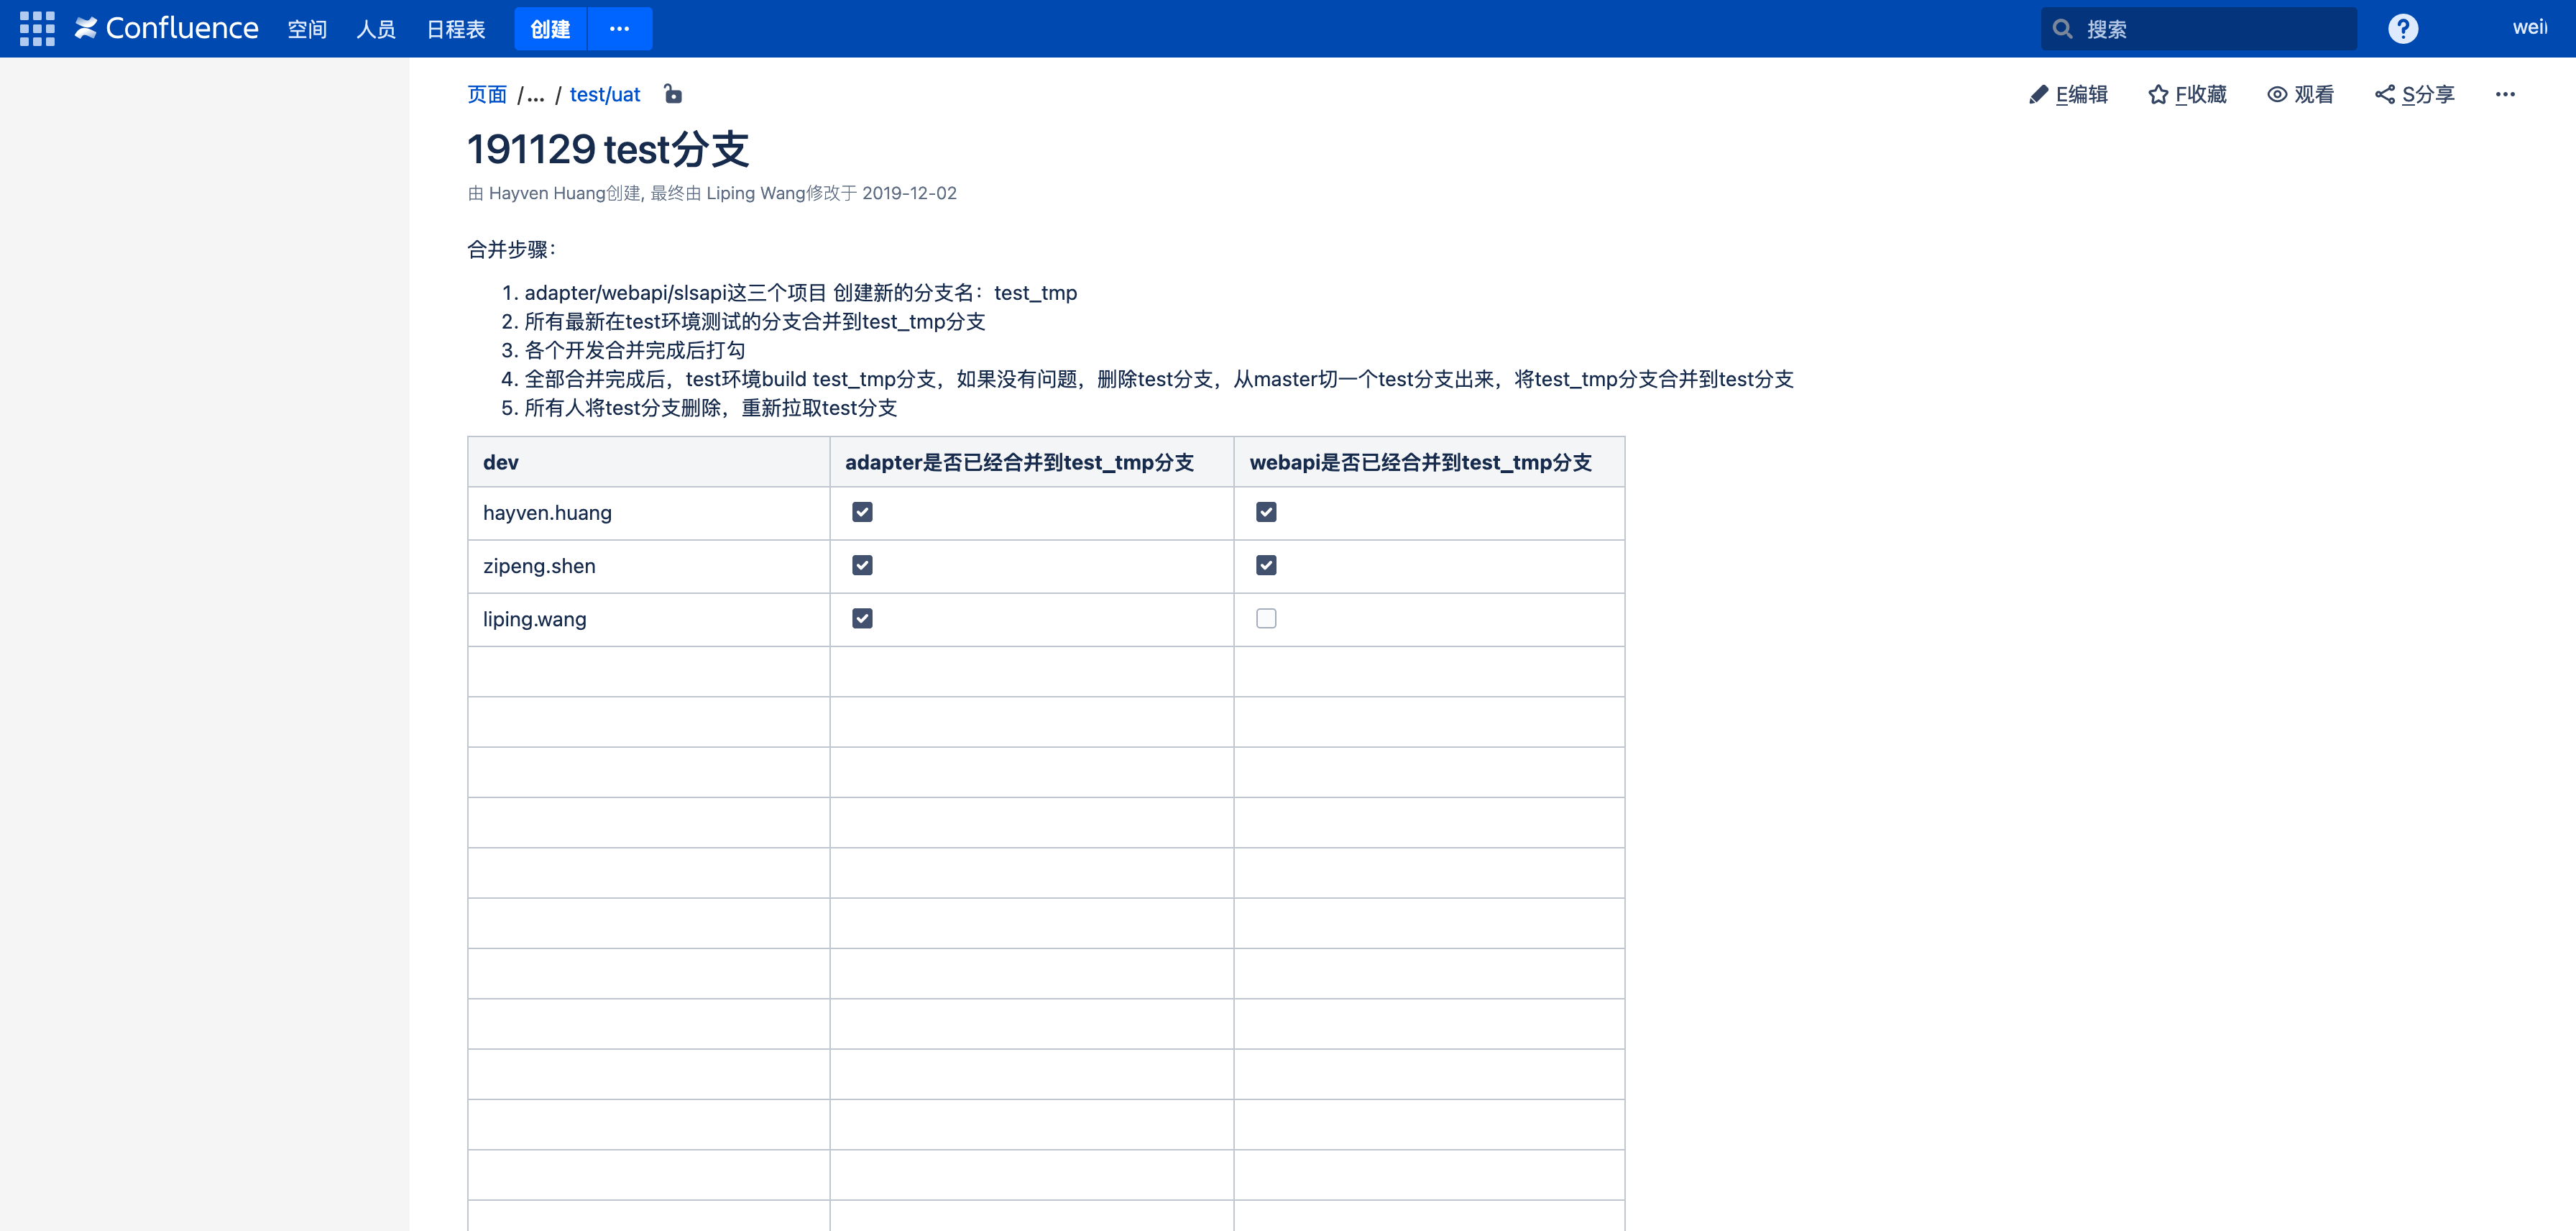 Confluence 空间 人员 日程表 创建 ··· 搜索 ?
页面 /... / test/uat E编辑 F收藏 观看 S分享 ···
191129 test分支
由 Hayven Huang创建, 最终由 Liping Wang修改于 2019-12-02
合并步骤：
1. adapter/webapi/slsapi这三个项目 创建新的分支名：test_tmp
2. 所有最新在test环境测试的分支合并到test_tmp分支
3. 各个开发合并完成后打勾
4. 全部合并完成后，test环境build test_tmp分支，如果没有问题，删除test分支，从master切一个test分支出来，将test_tmp分支合并到test分支
5. 所有人将test分支删除，重新拉取test分支
dev adapter是否已经合并到test_tmp分支 webapi是否已经合并到test_tmp分支
hayven.huang
zipeng.shen
liping.wang